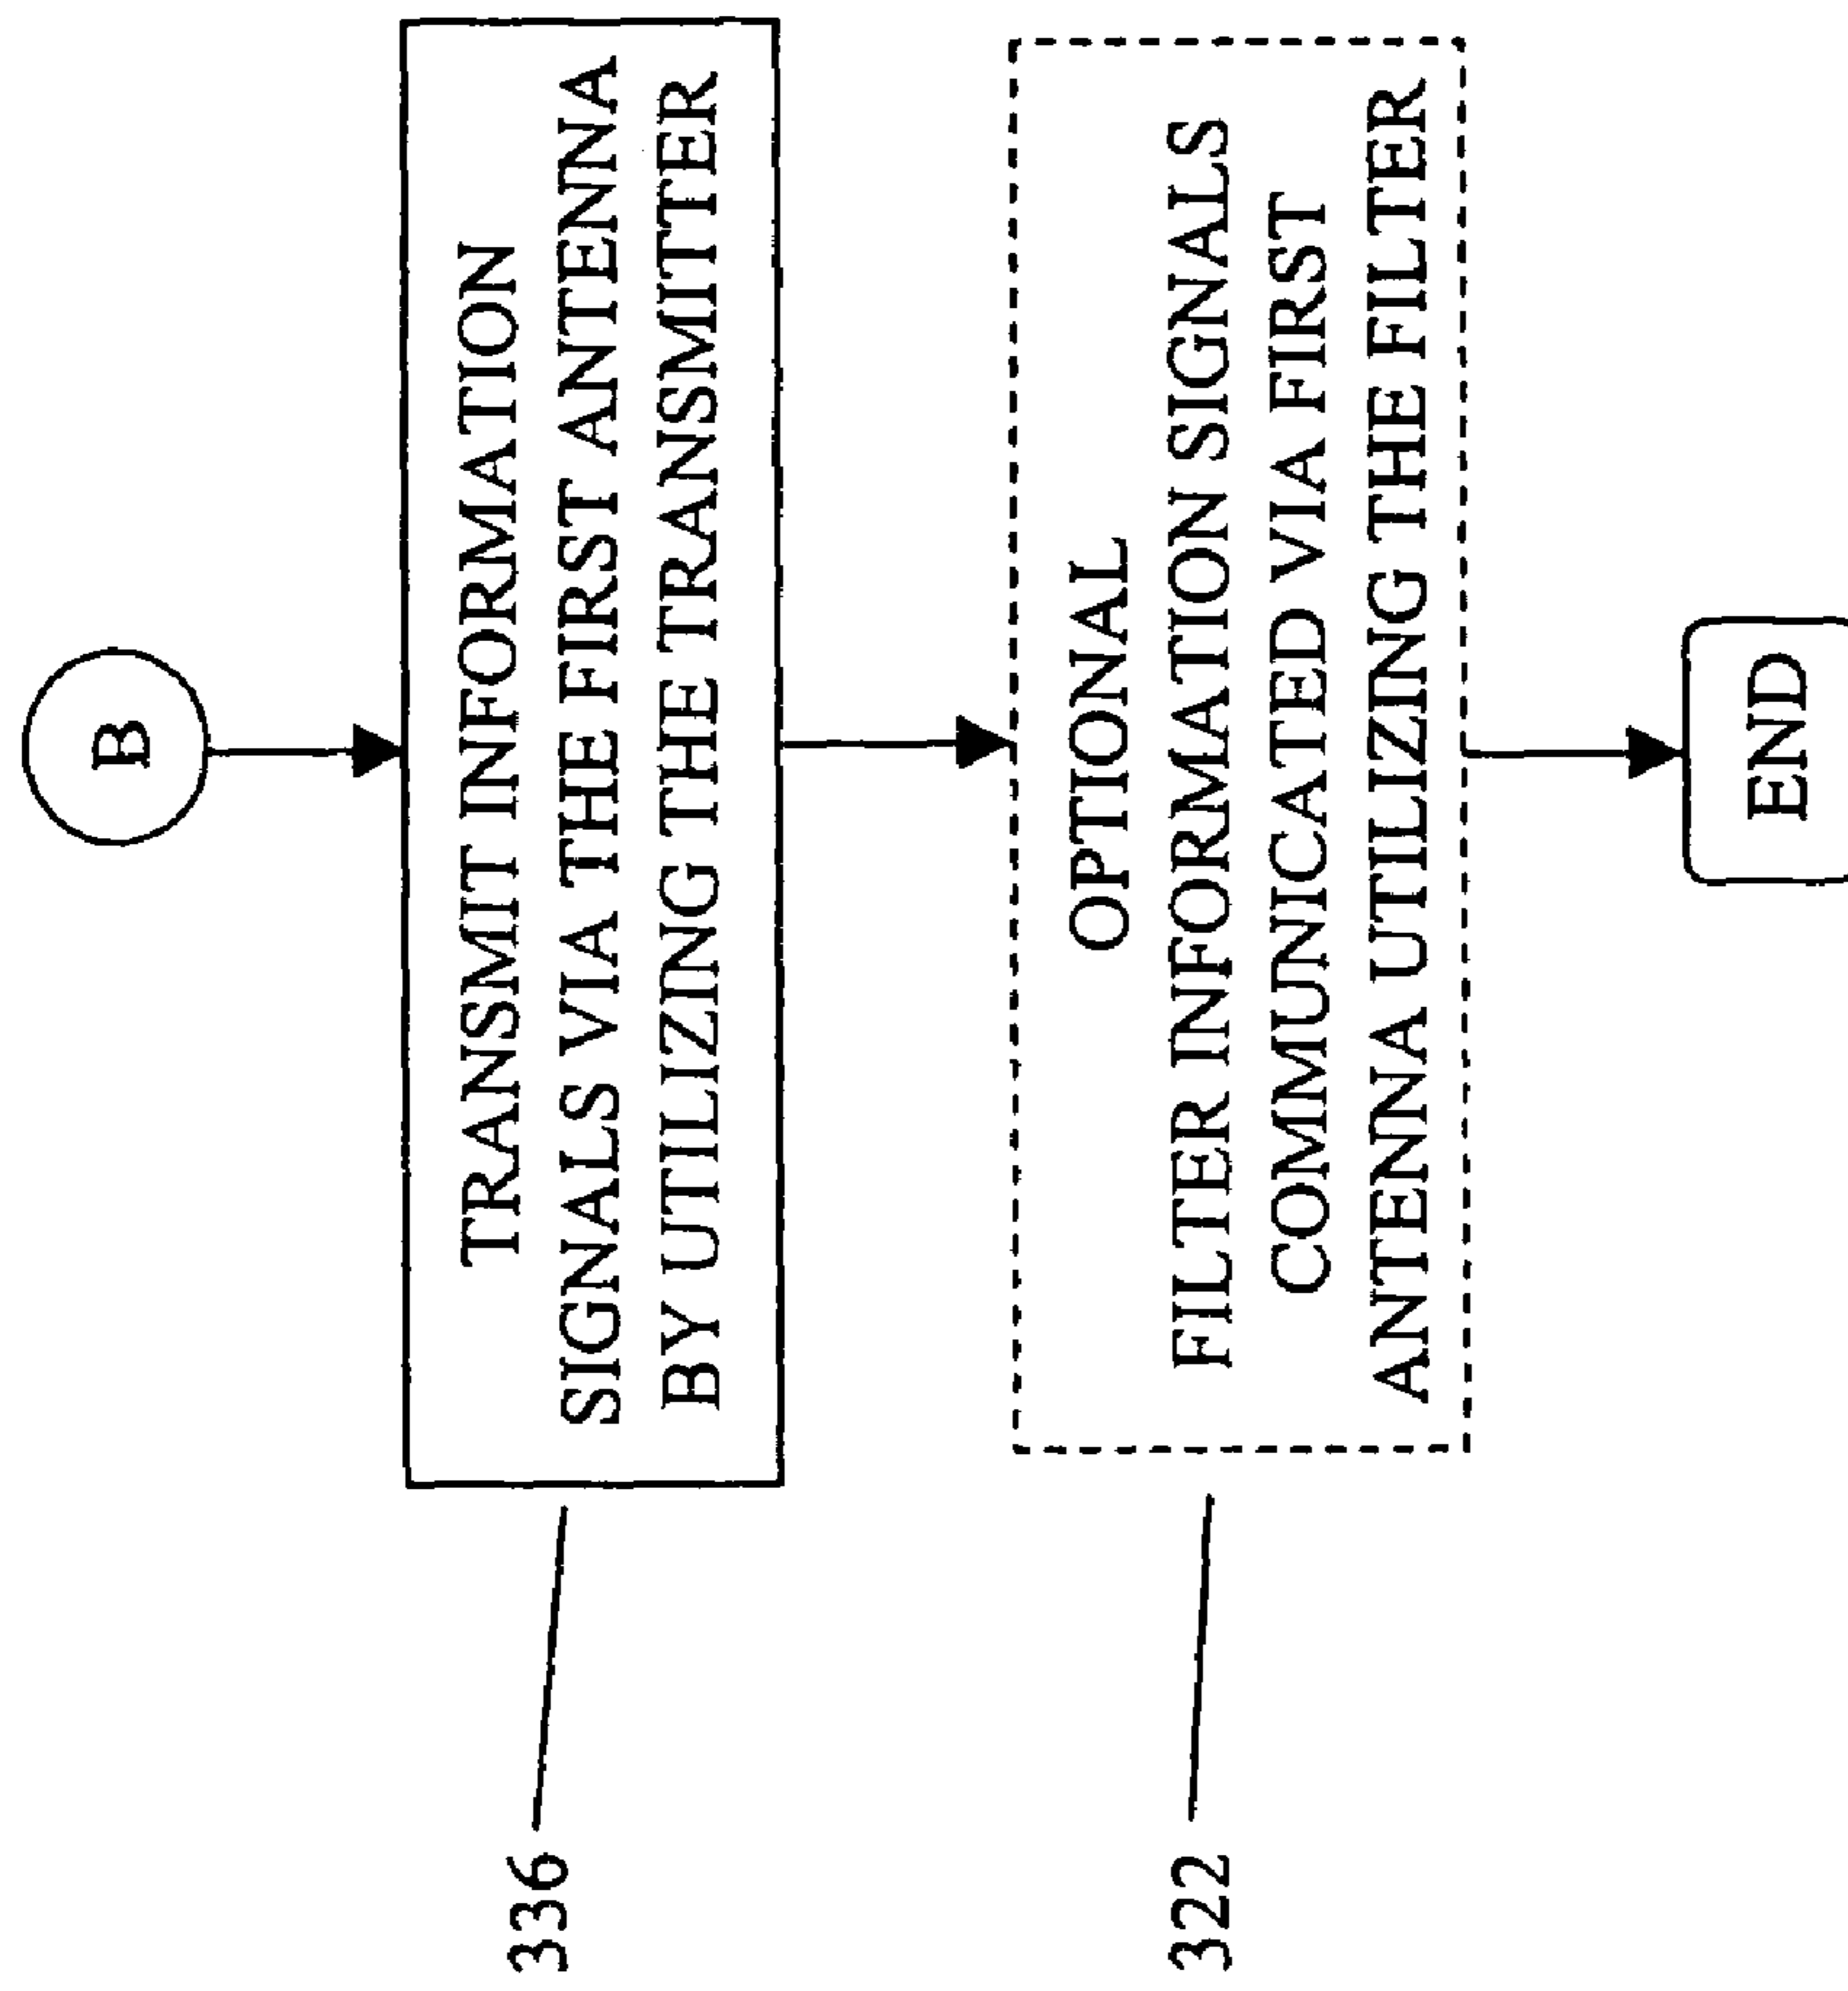 B
336
TRANSMIT INFORMATION
SIGNALS VIA THE FIRST ANTENNA
BY UTILIZING THE TRANSMITTER
322
OPTIONAL
FILTER INFORMATION SIGNALS
COMMUNICATED VIA FIRST
ANTENNA UTILIZING THE FILTER
END